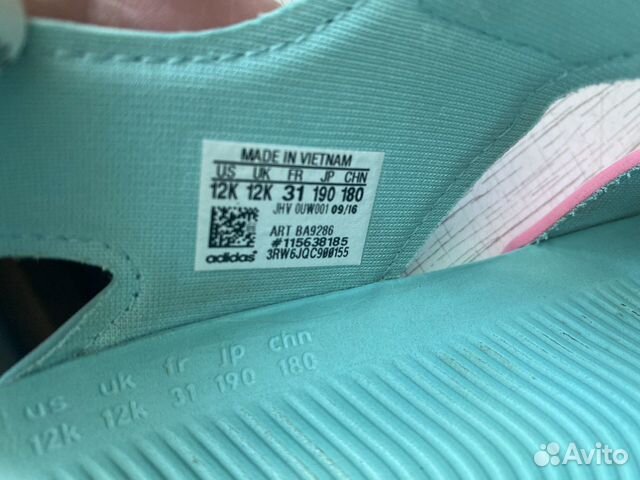 MADE IN VIETNAM
US UK FR JP CHN
12K 12K 31 190 180
JHV 0UW001 09/16
ART BA9286
#115638185
adidas 3RW6JQC900155
us uk fr jp chn
12k 12k 31 190 180
Avito